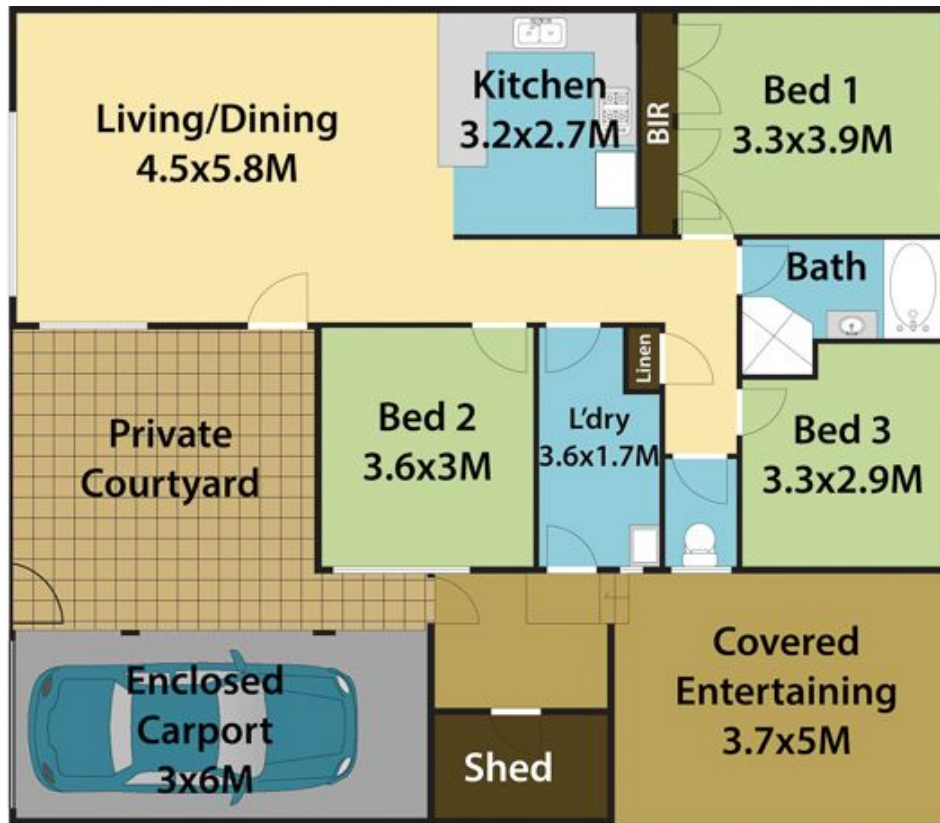 Living/Dining
4.5x5.8M
Kitchen
3.2x2.7M
BIR
Bed 1
3.3x3.9M
Bath
Private
Courtyard
Bed 2
3.6x3M
Linen
L'dry
3.6x1.7M
Bed 3
3.3x2.9M
Enclosed
Carport
3x6M
Shed
Covered
Entertaining
3.7x5M